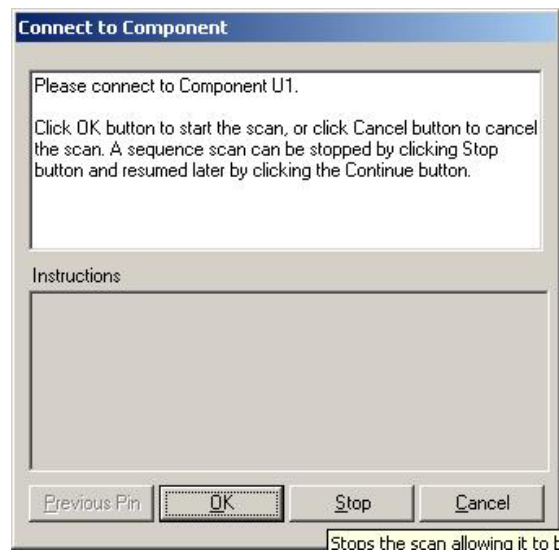 Connect to Component
Please connect to Component U1.
Click OK button to start the scan, or click Cancel button to cancel
the scan. A sequence scan can be stopped by clicking Stop
button and resumed later by clicking the Continue button.
Instructions
Previous Pin OK Stop Cancel
Stops the scan allowing it to